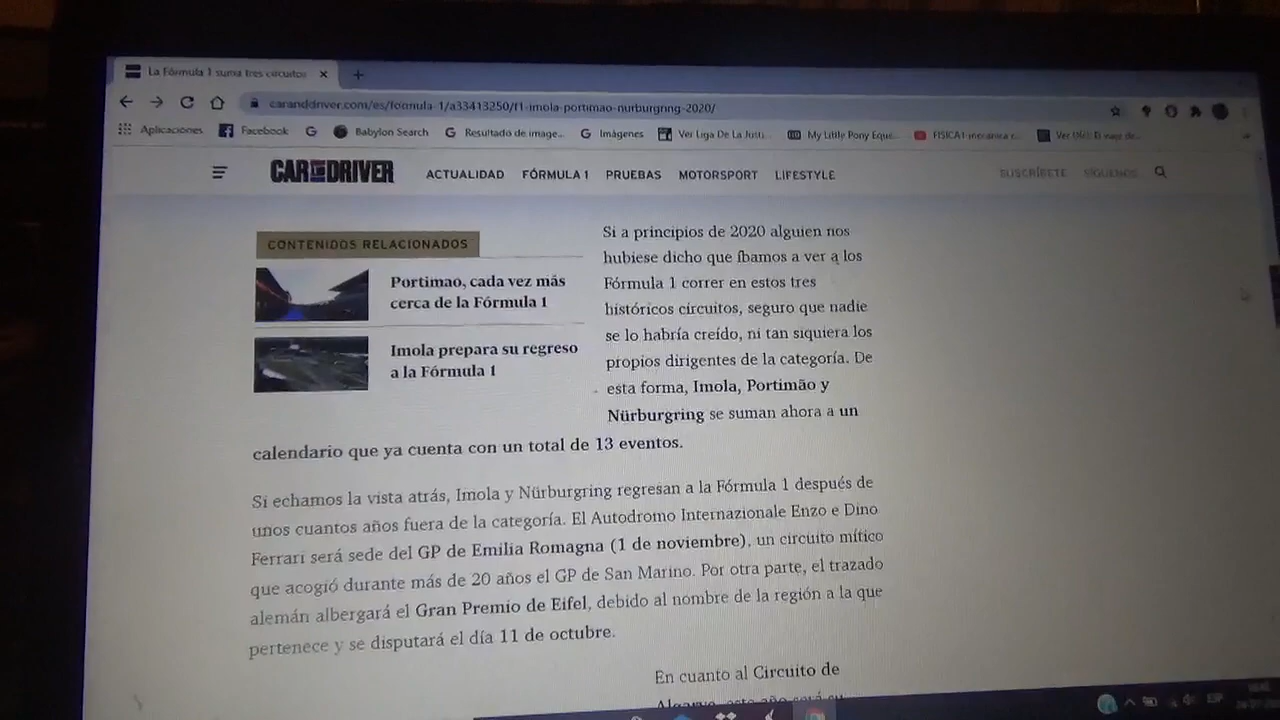 La Fórmula 1 suma tres circuitos
caranddriver.com/es/formula-1/a33413250/f1-imola-portimao-nurburgring-2020/
Aplicaciones Facebook Babylon Search Resultado de image... Imágenes Ver Liga De La Justi... My Little Pony Eque... FISICA1 mecánica c...
CAR AND DRIVER ACTUALIDAD FÓRMULA 1 PRUEBAS MOTORSPORT LIFESTYLE SUSCRÍBETE SÍGUENOS
CONTENIDOS RELACIONADOS
Portimao, cada vez más
cerca de la Fórmula 1
Imola prepara su regreso
a la Fórmula 1
Si a principios de 2020 alguien nos
hubiese dicho que íbamos a ver a los
Fórmula 1 correr en estos tres
históricos circuitos, seguro que nadie
se lo habría creído, ni tan siquiera los
propios dirigentes de la categoría. De
esta forma, Imola, Portimão y
Nürburgring se suman ahora a un
calendario que ya cuenta con un total de 13 eventos.
Si echamos la vista atrás, Imola y Nürburgring regresan a la Fórmula 1 después de
unos cuantos años fuera de la categoría. El Autodromo Internazionale Enzo e Dino
Ferrari será sede del GP de Emilia Romagna (1 de noviembre), un circuito mítico
que acogió durante más de 20 años el GP de San Marino. Por otra parte, el trazado
alemán albergará el Gran Premio de Eifel, debido al nombre de la región a la que
pertenece y se disputará el día 11 de octubre.
En cuanto al Circuito de
ESP